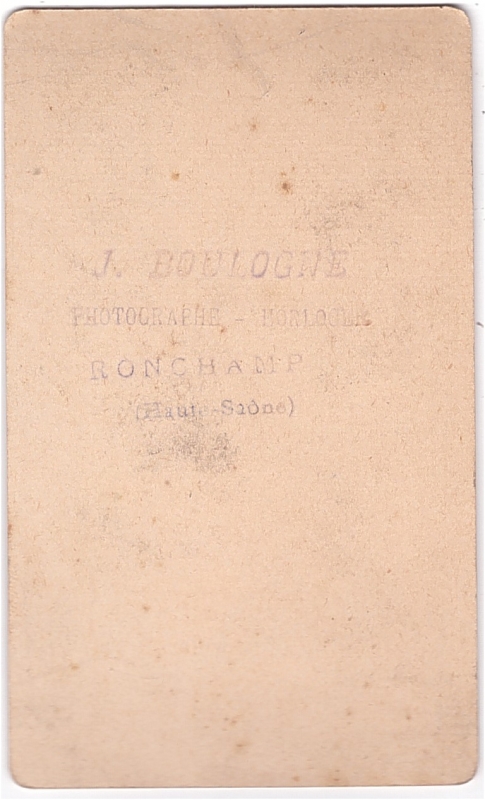 J. BOULOGNE
PHOTOGRAPHE - HORLOGER
RONCHAMP
(Haute-Saône)